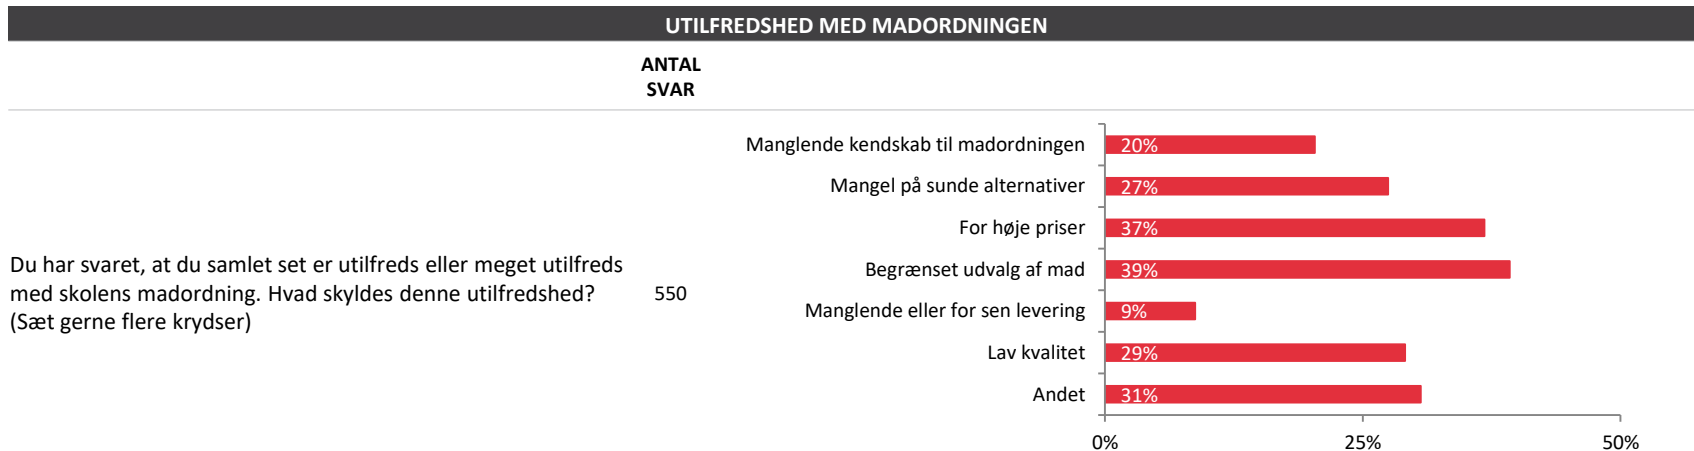 UTILFREDSHED MED MADORDNINGEN
ANTAL
SVAR
Du har svaret, at du samlet set er utilfreds eller meget utilfreds
med skolens madordning. Hvad skyldes denne utilfredshed?
(Sæt gerne flere krydser)
550
Manglende kendskab til madordningen 20%
Mangel på sunde alternativer 27%
For høje priser 37%
Begrænset udvalg af mad 39%
Manglende eller for sen levering 9%
Lav kvalitet 29%
Andet 31%
0% 25% 50%